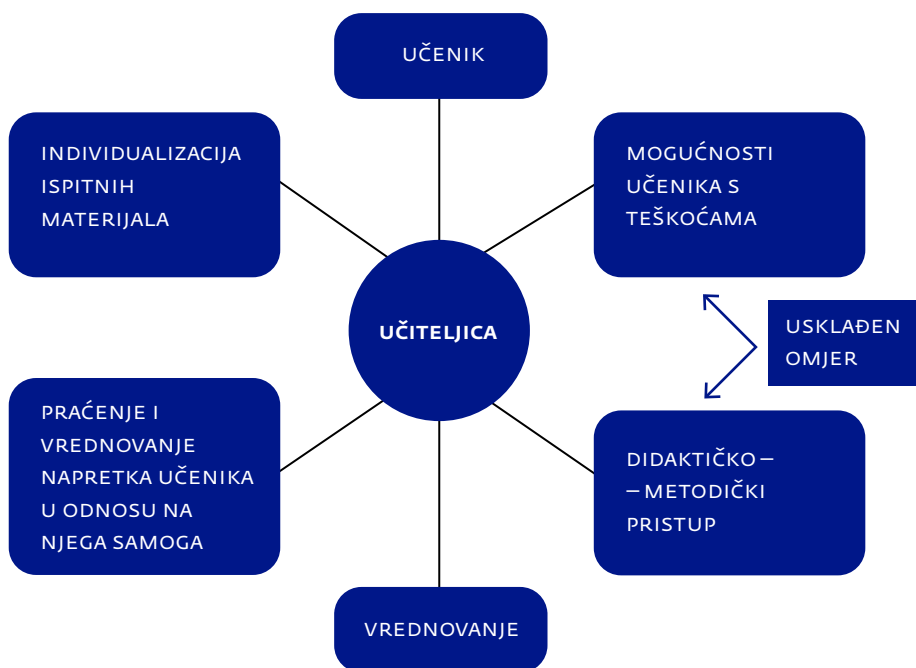 UČENIK
INDIVIDUALIZACIJA
ISPITNIH
MATERIJALA
MOGUĆNOSTI
UČENIKA S
TEŠKOĆAMA
UČITELJICA
USKLAĐEN
OMJER
PRAĆENJE I
VREDNOVANJE
NAPRETKA UČENIKA
U ODNOSU NA
NJEGA SAMOGA
DIDAKTIČKO –
– METODIČKI
PRISTUP
VREDNOVANJE